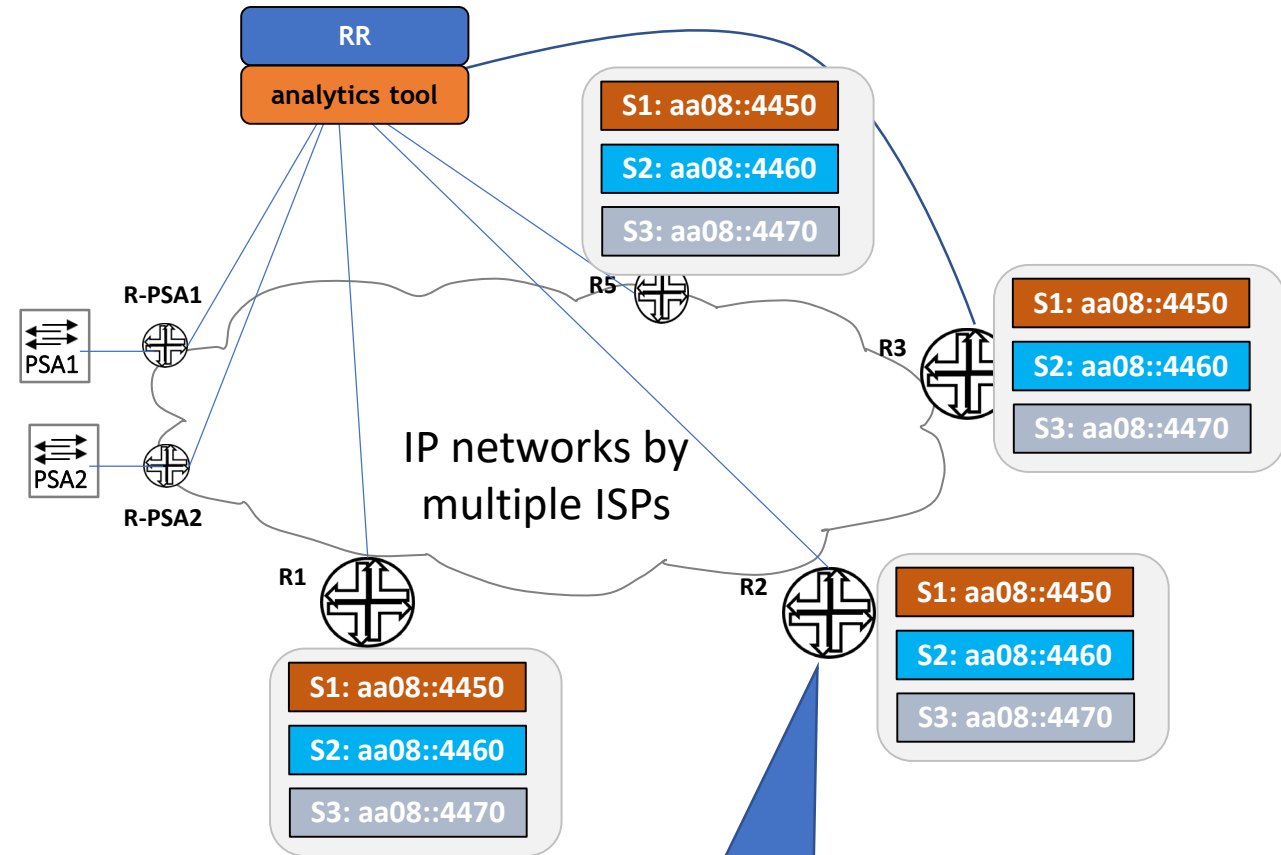 RR
analytics tool
S1: aa08::4450
S2: aa08::4460
S3: aa08::4470
R5
R-PSA1
PSA1
R3
S1: aa08::4450
S2: aa08::4460
S3: aa08::4470
PSA2
R-PSA2
IP networks by
multiple ISPs
R1
S1: aa08::4450
S2: aa08::4460
S3: aa08::4470
R2
S1: aa08::4450
S2: aa08::4460
S3: aa08::4470